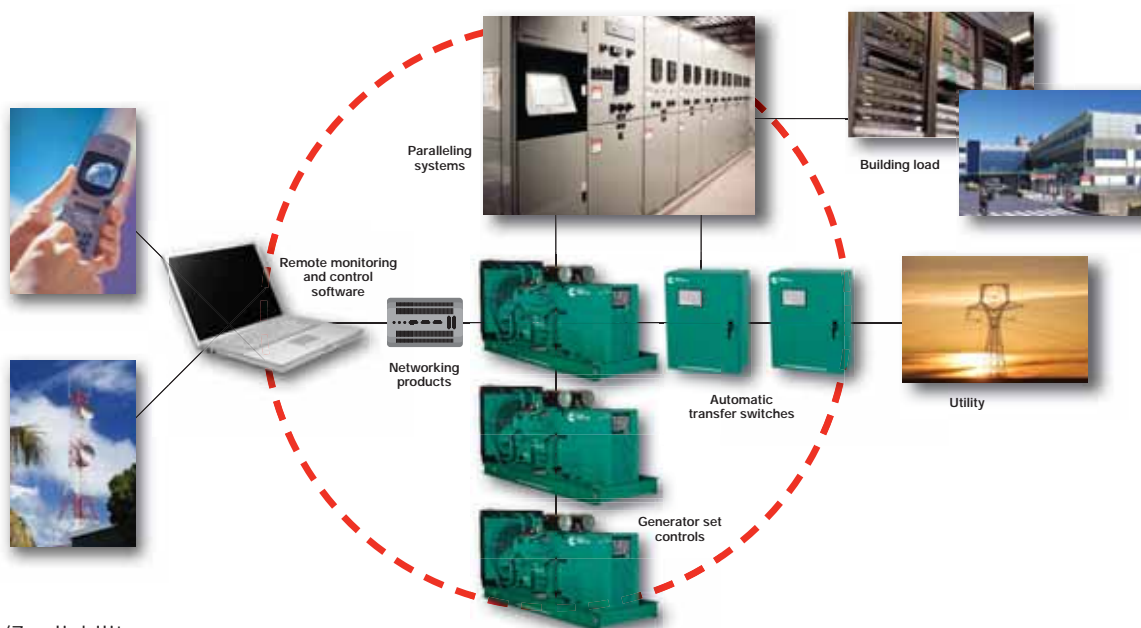 Paralleling
systems
Building load
Remote monitoring
and control
software
Networking
products
Automatic
transfer switches
Utility
Generator set
controls